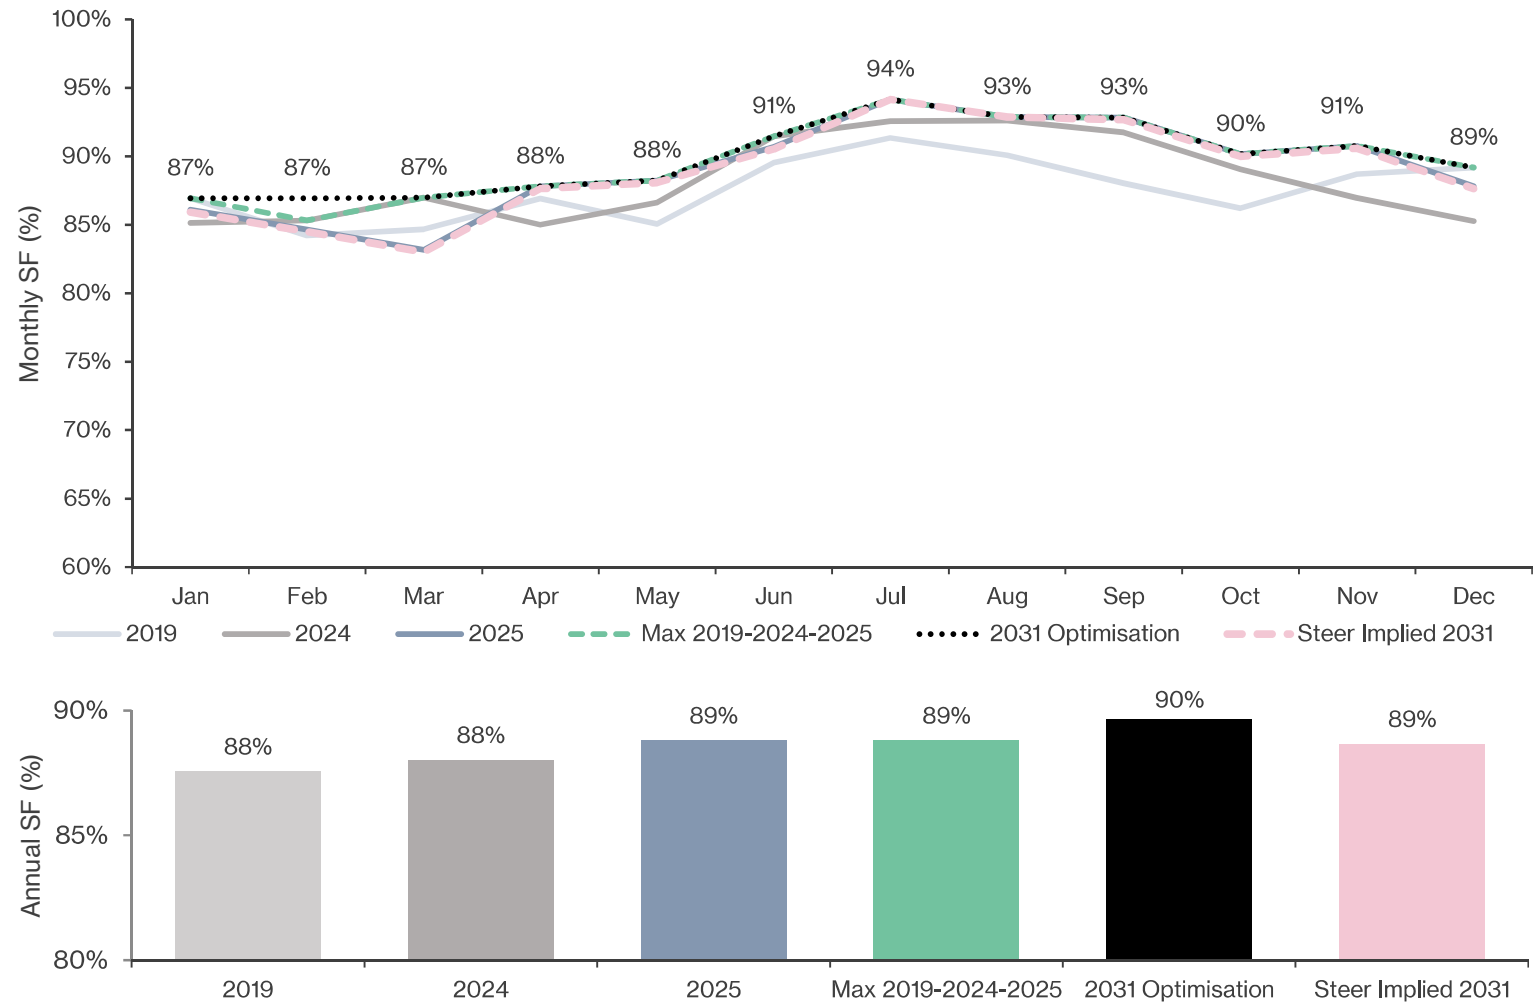 100%
95%
90%
85%
80%
75%
70%
65%
60%
Monthly SF (%)
87% 87% 87% 88% 88% 91% 94% 93% 93% 90% 91% 89%
Jan Feb Mar Apr May Jun Jul Aug Sep Oct Nov Dec
2019 2024 2025 Max 2019-2024-2025 2031 Optimisation Steer Implied 2031
90%
85%
80%
Annual SF (%)
88% 88% 89% 89% 90% 89%
2019 2024 2025 Max 2019-2024-2025 2031 Optimisation Steer Implied 2031